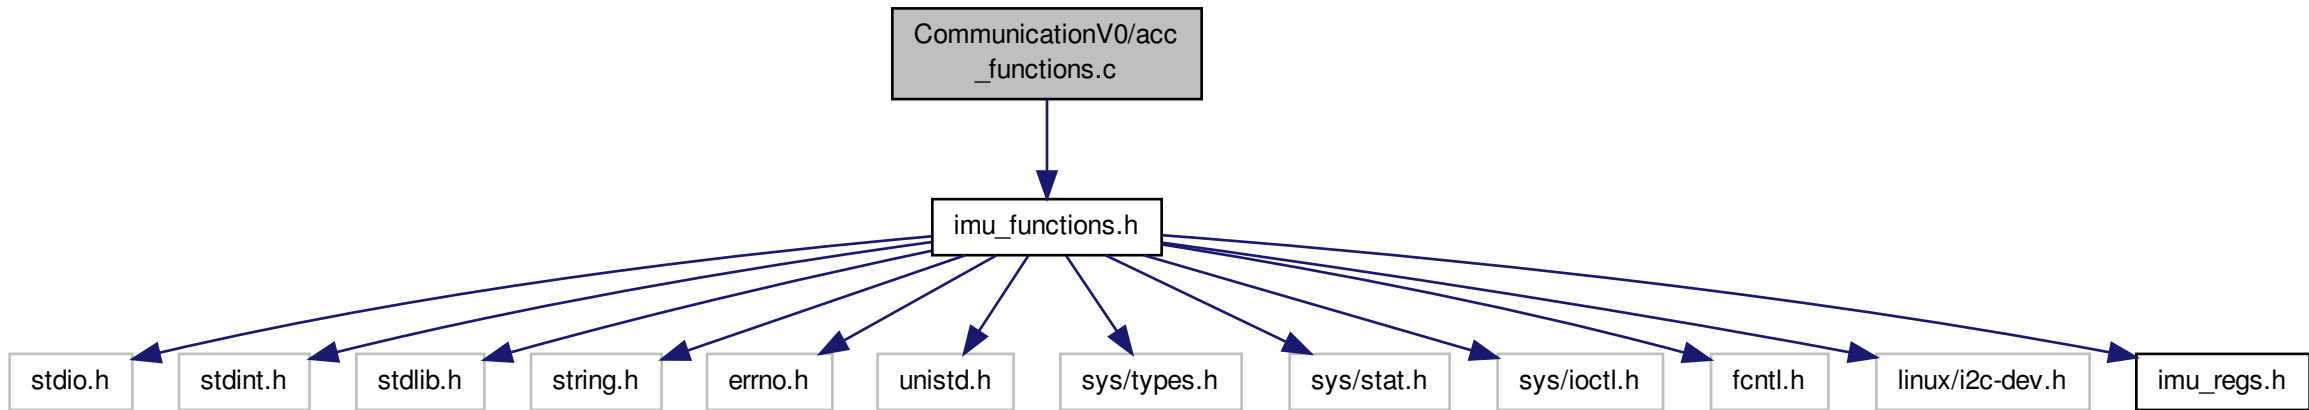 CommunicationV0/acc
_functions.c
imu_functions.h
stdio.h
stdint.h
stdlib.h
string.h
errno.h
unistd.h
sys/types.h
sys/stat.h
sys/ioctl.h
fcntl.h
linux/i2c-dev.h
imu_regs.h